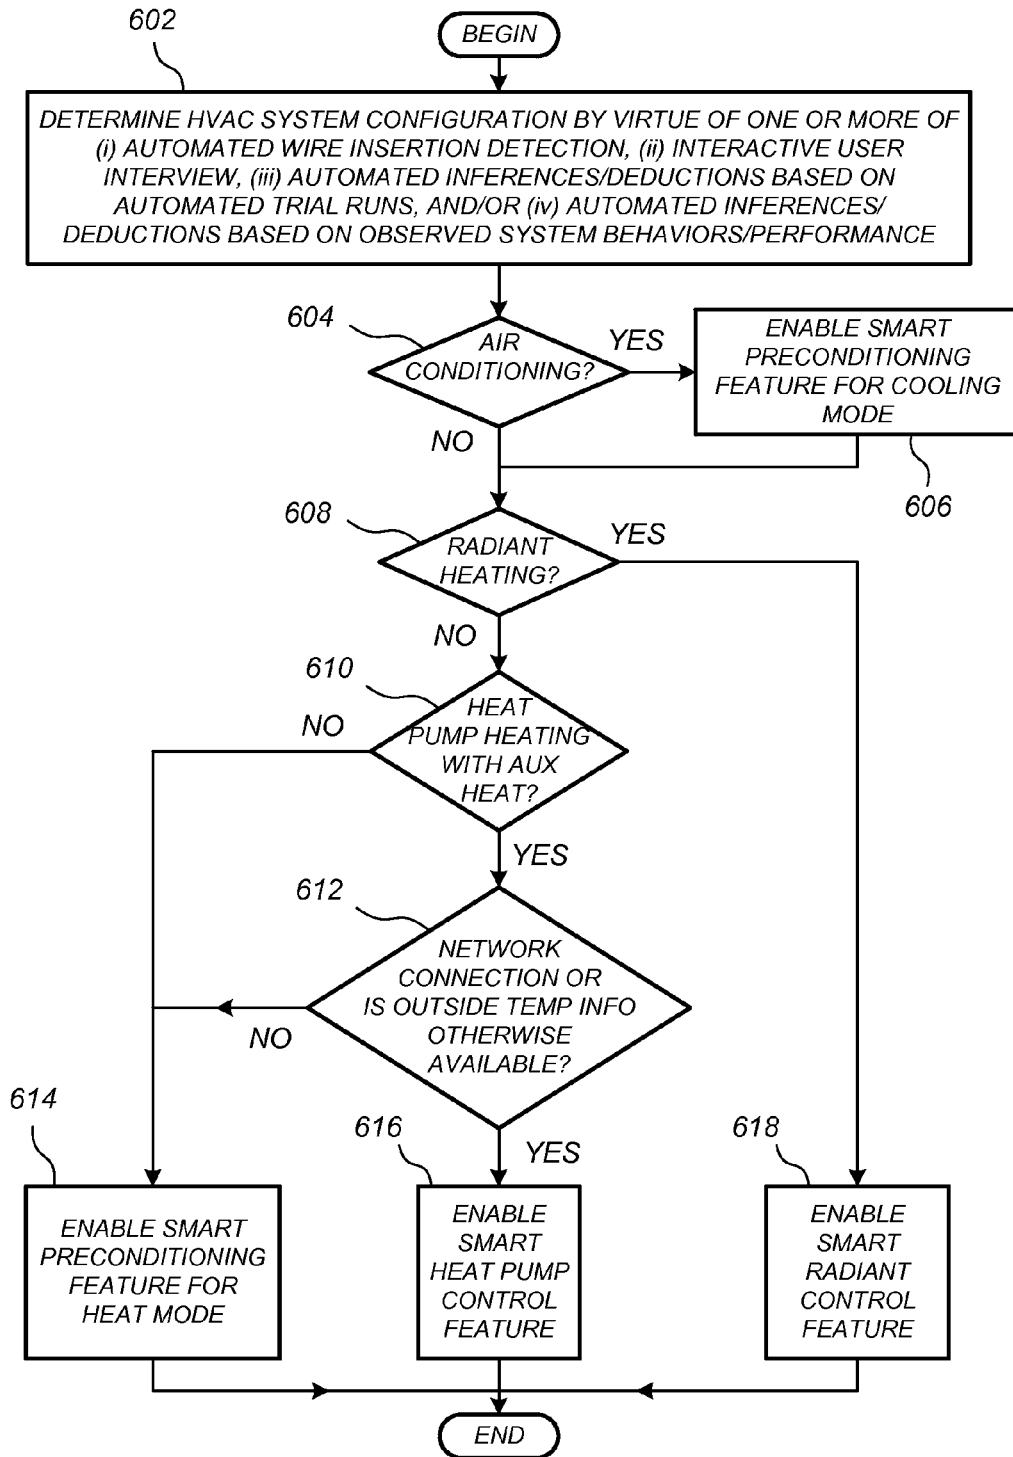 602
BEGIN
DETERMINE HVAC SYSTEM CONFIGURATION BY VIRTUE OF ONE OR MORE OF
(i) AUTOMATED WIRE INSERTION DETECTION, (ii) INTERACTIVE USER
INTERVIEW, (iii) AUTOMATED INFERENCES/DEDUCTIONS BASED ON
AUTOMATED TRIAL RUNS, AND/OR (iv) AUTOMATED INFERENCES/
DEDUCTIONS BASED ON OBSERVED SYSTEM BEHAVIORS/PERFORMANCE
604
AIR
CONDITIONING?
YES
NO
ENABLE SMART
PRECONDITIONING
FEATURE FOR COOLING
MODE
606
608
RADIANT
HEATING?
YES
NO
610
HEAT
PUMP HEATING
WITH AUX
HEAT?
NO
YES
612
NETWORK
CONNECTION OR
IS OUTSIDE TEMP INFO
OTHERWISE
AVAILABLE?
NO
YES
614
ENABLE SMART
PRECONDITIONING
FEATURE FOR
HEAT MODE
616
ENABLE
SMART
HEAT PUMP
CONTROL
FEATURE
618
ENABLE
SMART
RADIANT
CONTROL
FEATURE
END